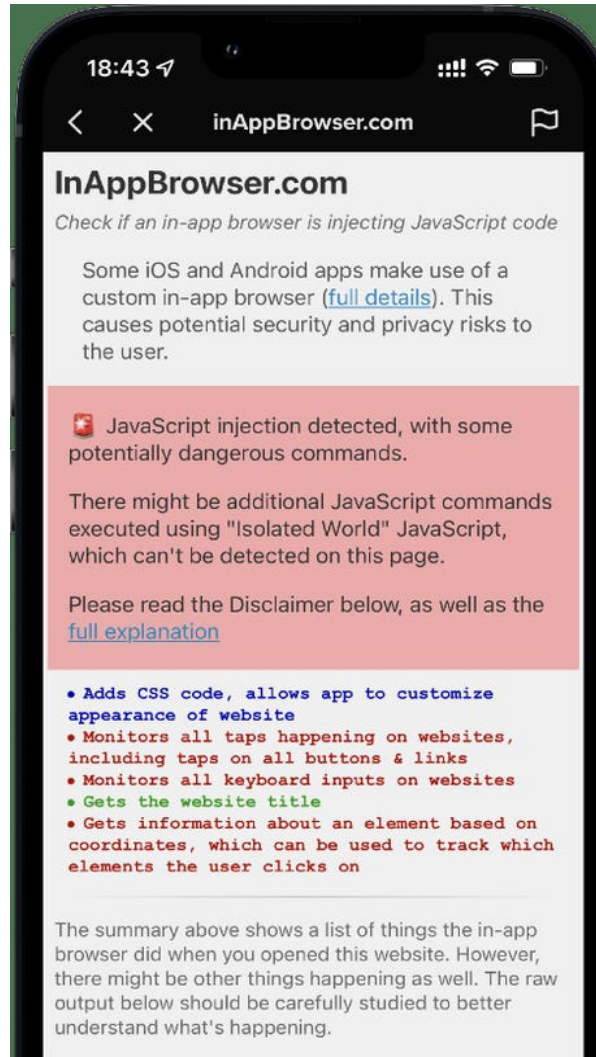 18:43
inAppBrowser.com
InAppBrowser.com
Check if an in-app browser is injecting JavaScript code
Some iOS and Android apps make use of a
custom in-app browser (full details). This
causes potential security and privacy risks to
the user.
🚨 JavaScript injection detected, with some
potentially dangerous commands.
There might be additional JavaScript commands
executed using "Isolated World" JavaScript,
which can't be detected on this page.
Please read the Disclaimer below, as well as the
full explanation
• Adds CSS code, allows app to customize
appearance of website
• Monitors all taps happening on websites,
including taps on all buttons & links
• Monitors all keyboard inputs on websites
• Gets the website title
• Gets information about an element based on
coordinates, which can be used to track which
elements the user clicks on
The summary above shows a list of things the in-app
browser did when you opened this website. However,
there might be other things happening as well. The raw
output below should be carefully studied to better
understand what's happening.